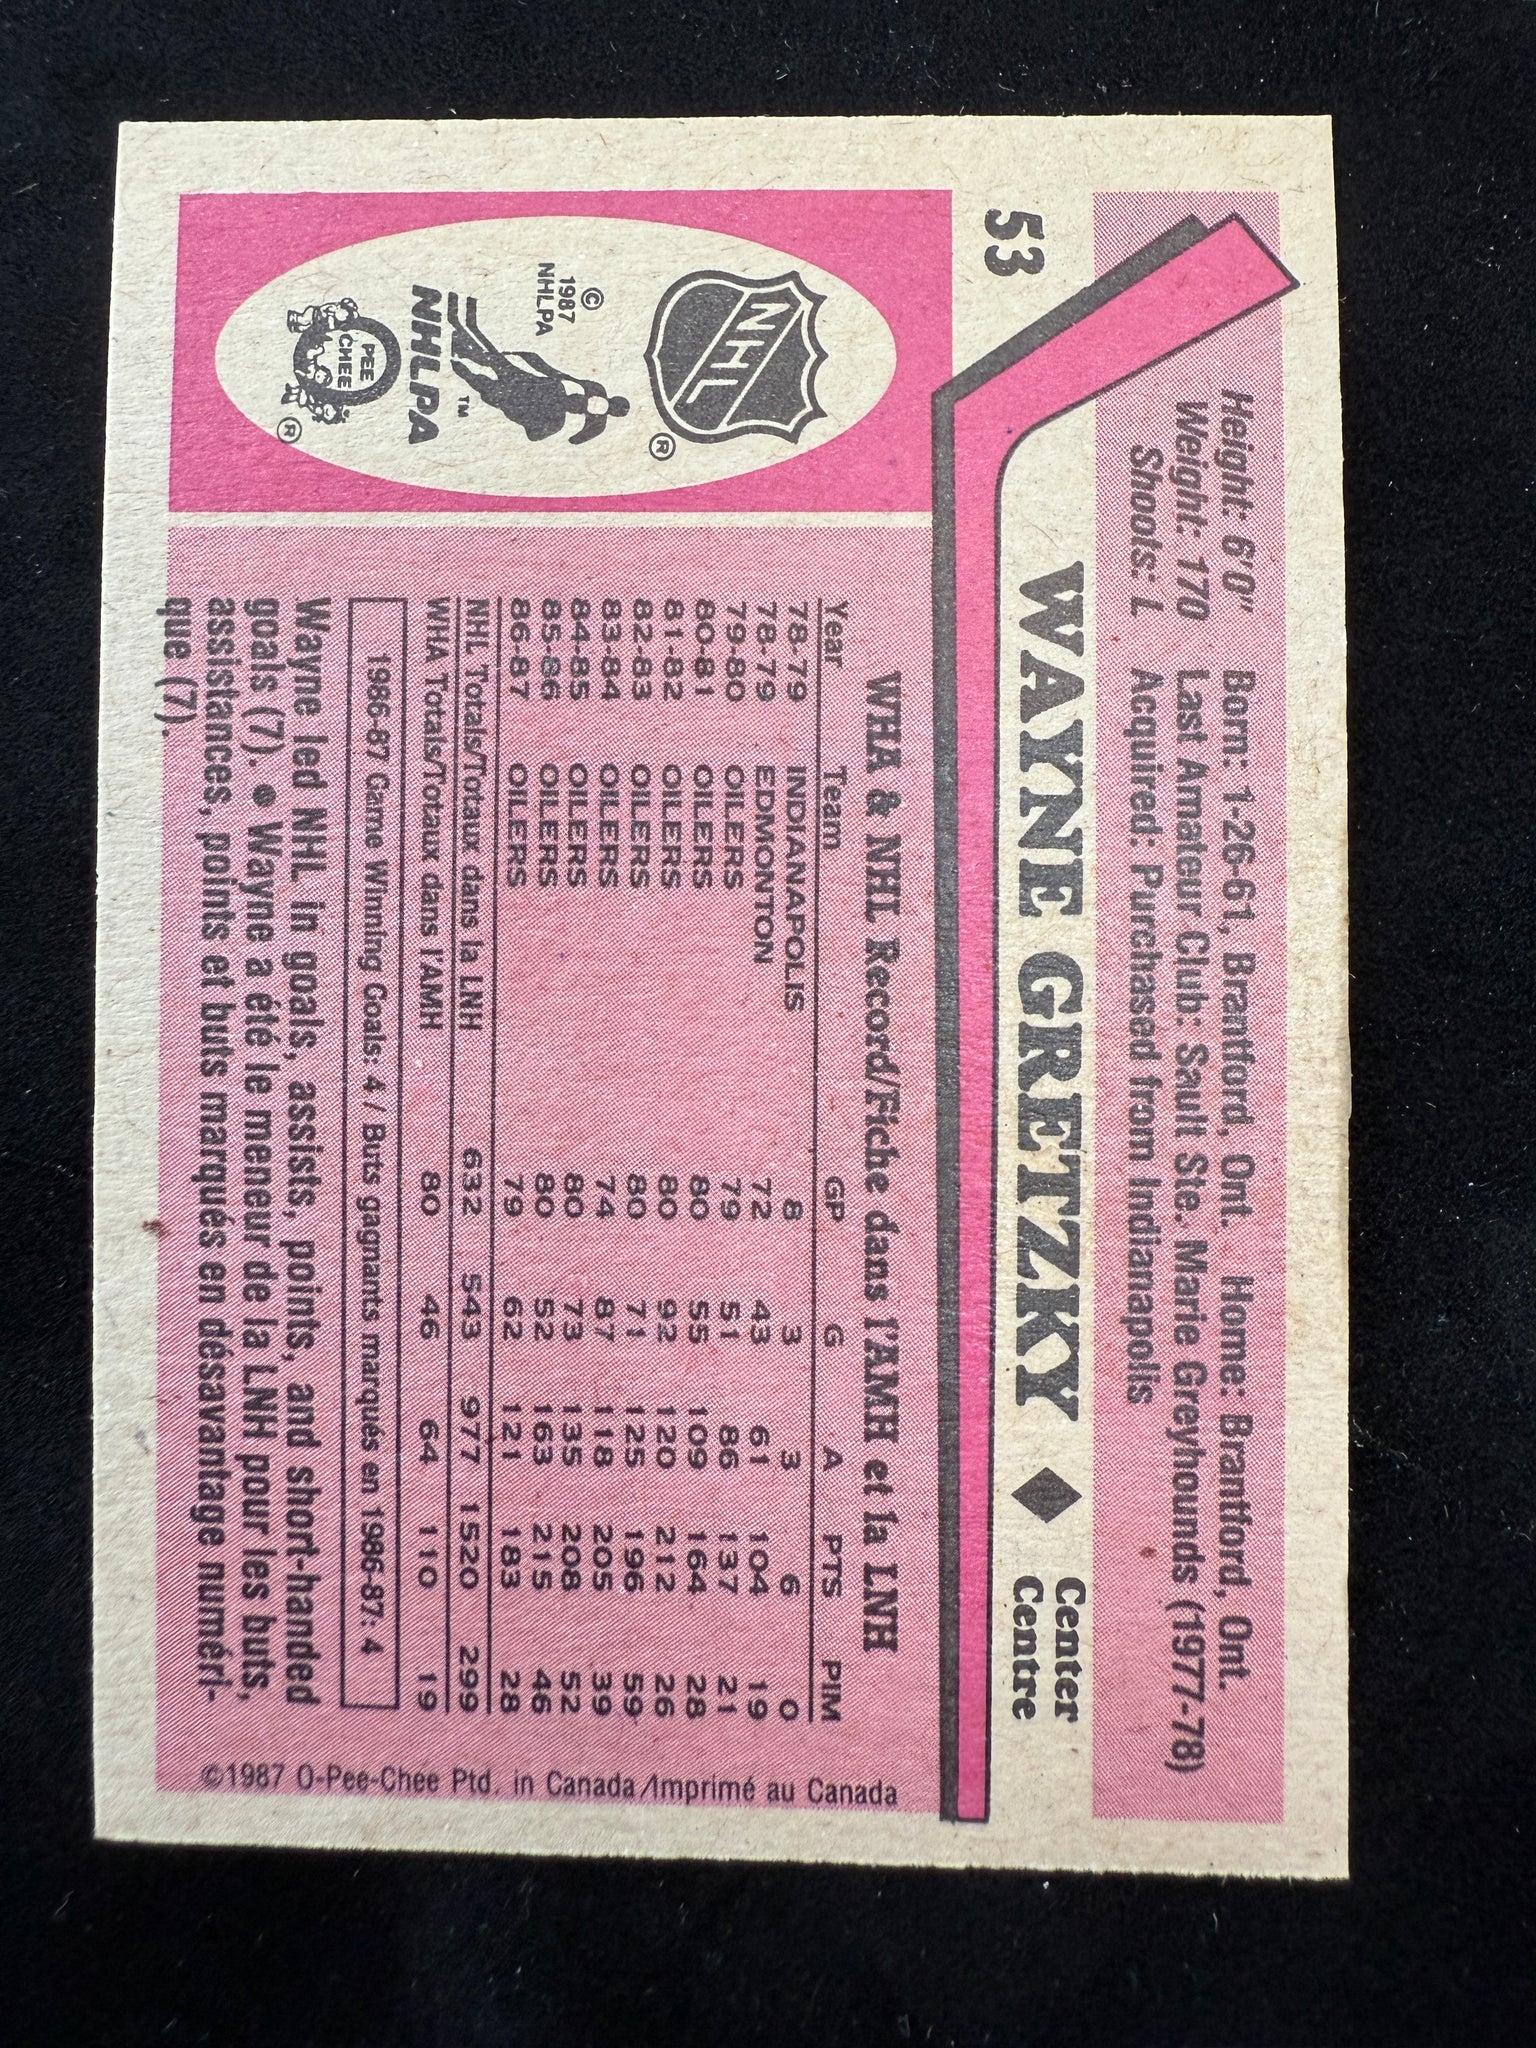 53
WAYNE GRETZKY ♦ Center
Centre
Height: 6'0" Born: 1-26-61, Brantford, Ont. Home: Brantford, Ont.
Weight: 170 Last Amateur Club: Sault Ste. Marie Greyhounds (1977-78)
Shoots: L Acquired: Purchased from Indianapolis
NHL
®
© 1987 NHLPA
NHLPA
TM
O PEE CHEE
®
WHA & NHL Record/Fiche dans l'AMH et la LNH
Year Team GP G A PTS PIM
78-79 INDIANAPOLIS 8 3 3 6 0
78-79 EDMONTON 72 43 61 104 19
79-80 OILERS 79 51 86 137 21
80-81 OILERS 80 55 109 164 28
81-82 OILERS 80 92 120 212 26
82-83 OILERS 80 71 125 196 59
83-84 OILERS 74 87 118 205 39
84-85 OILERS 80 73 135 208 52
85-86 OILERS 80 52 163 215 46
86-87 OILERS 79 62 121 183 28
NHL Totals/Totaux dans la LNH 632 543 977 1520 299
WHA Totals/Totaux dans l'AMH 80 46 64 110 19
1986-87 Game Winning Goals: 4 / Buts gagnants marqués en 1986-87: 4
Wayne led NHL in goals, assists, points, and short-handed
goals (7). ● Wayne a été le meneur de la LNH pour les buts,
assistances, points et buts marqués en désavantage numéri-
que (7).
©1987 O-Pee-Chee Ptd. in Canada/Imprimé au Canada